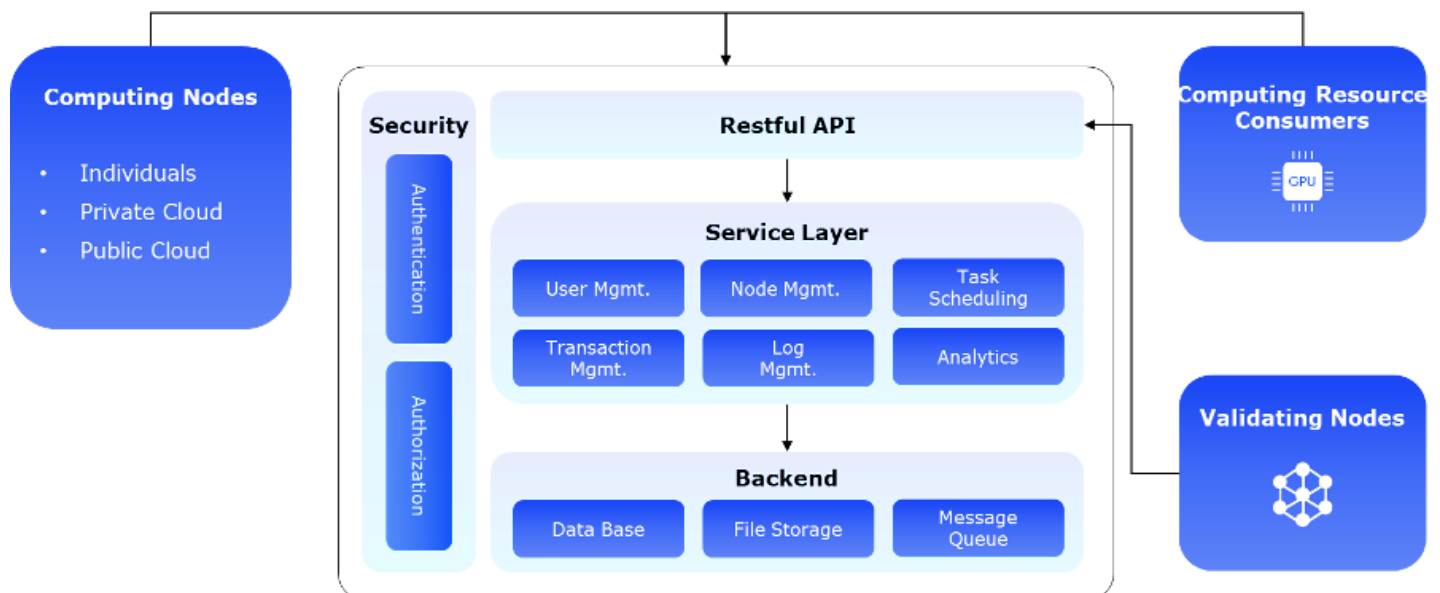 Computing Nodes
• Individuals
• Private Cloud
• Public Cloud
Security
Authentication
Authorization
Restful API
Service Layer
User Mgmt.
Node Mgmt.
Task
Scheduling
Transaction
Mgmt.
Log
Mgmt.
Analytics
Backend
Data Base
File Storage
Message
Queue
Computing Resource
Consumers
GPU
Validating Nodes